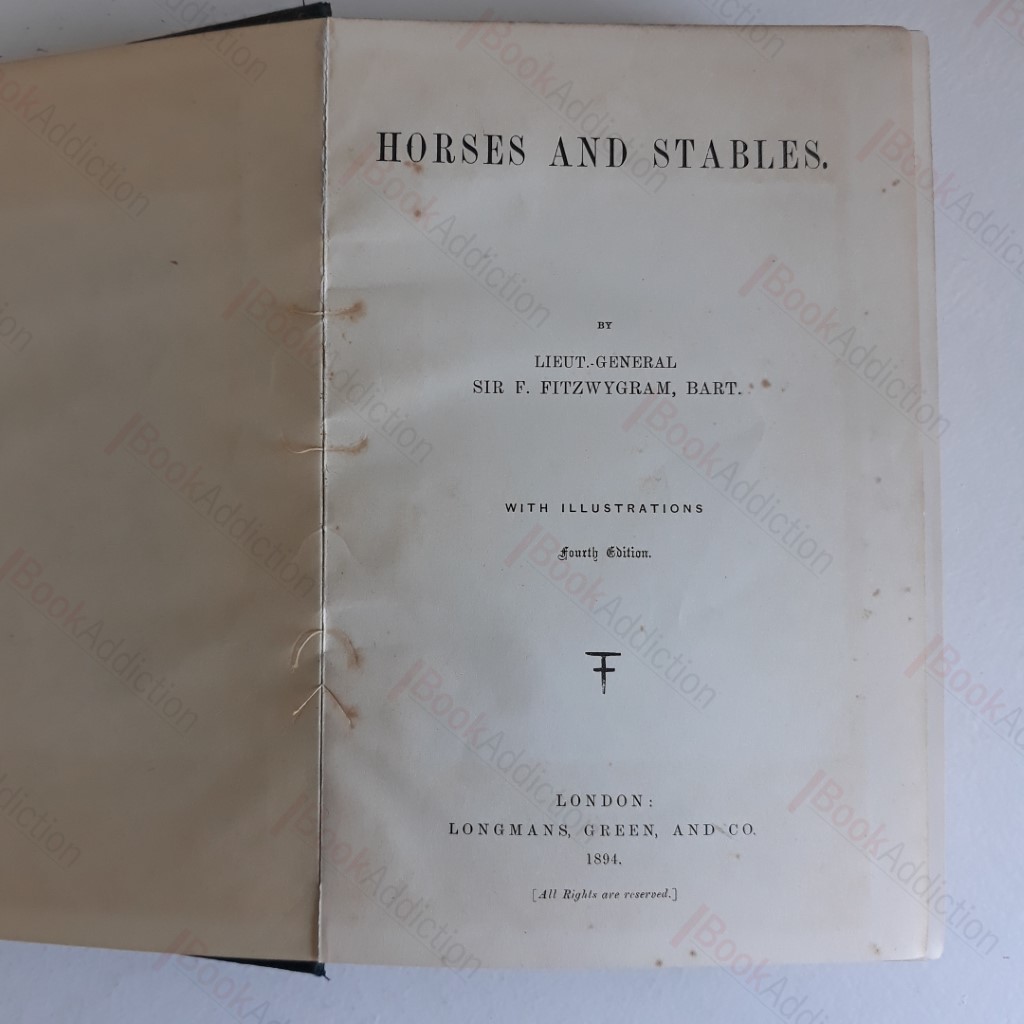 HORSES AND STABLES.
BY
LIEUT.-GENERAL
SIR F. FITZWYGRAM, BART.
WITH ILLUSTRATIONS
Fourth Edition.
LONDON:
LONGMANS, GREEN, AND CO.
1894.
[All Rights are reserved.]
BookAddiction